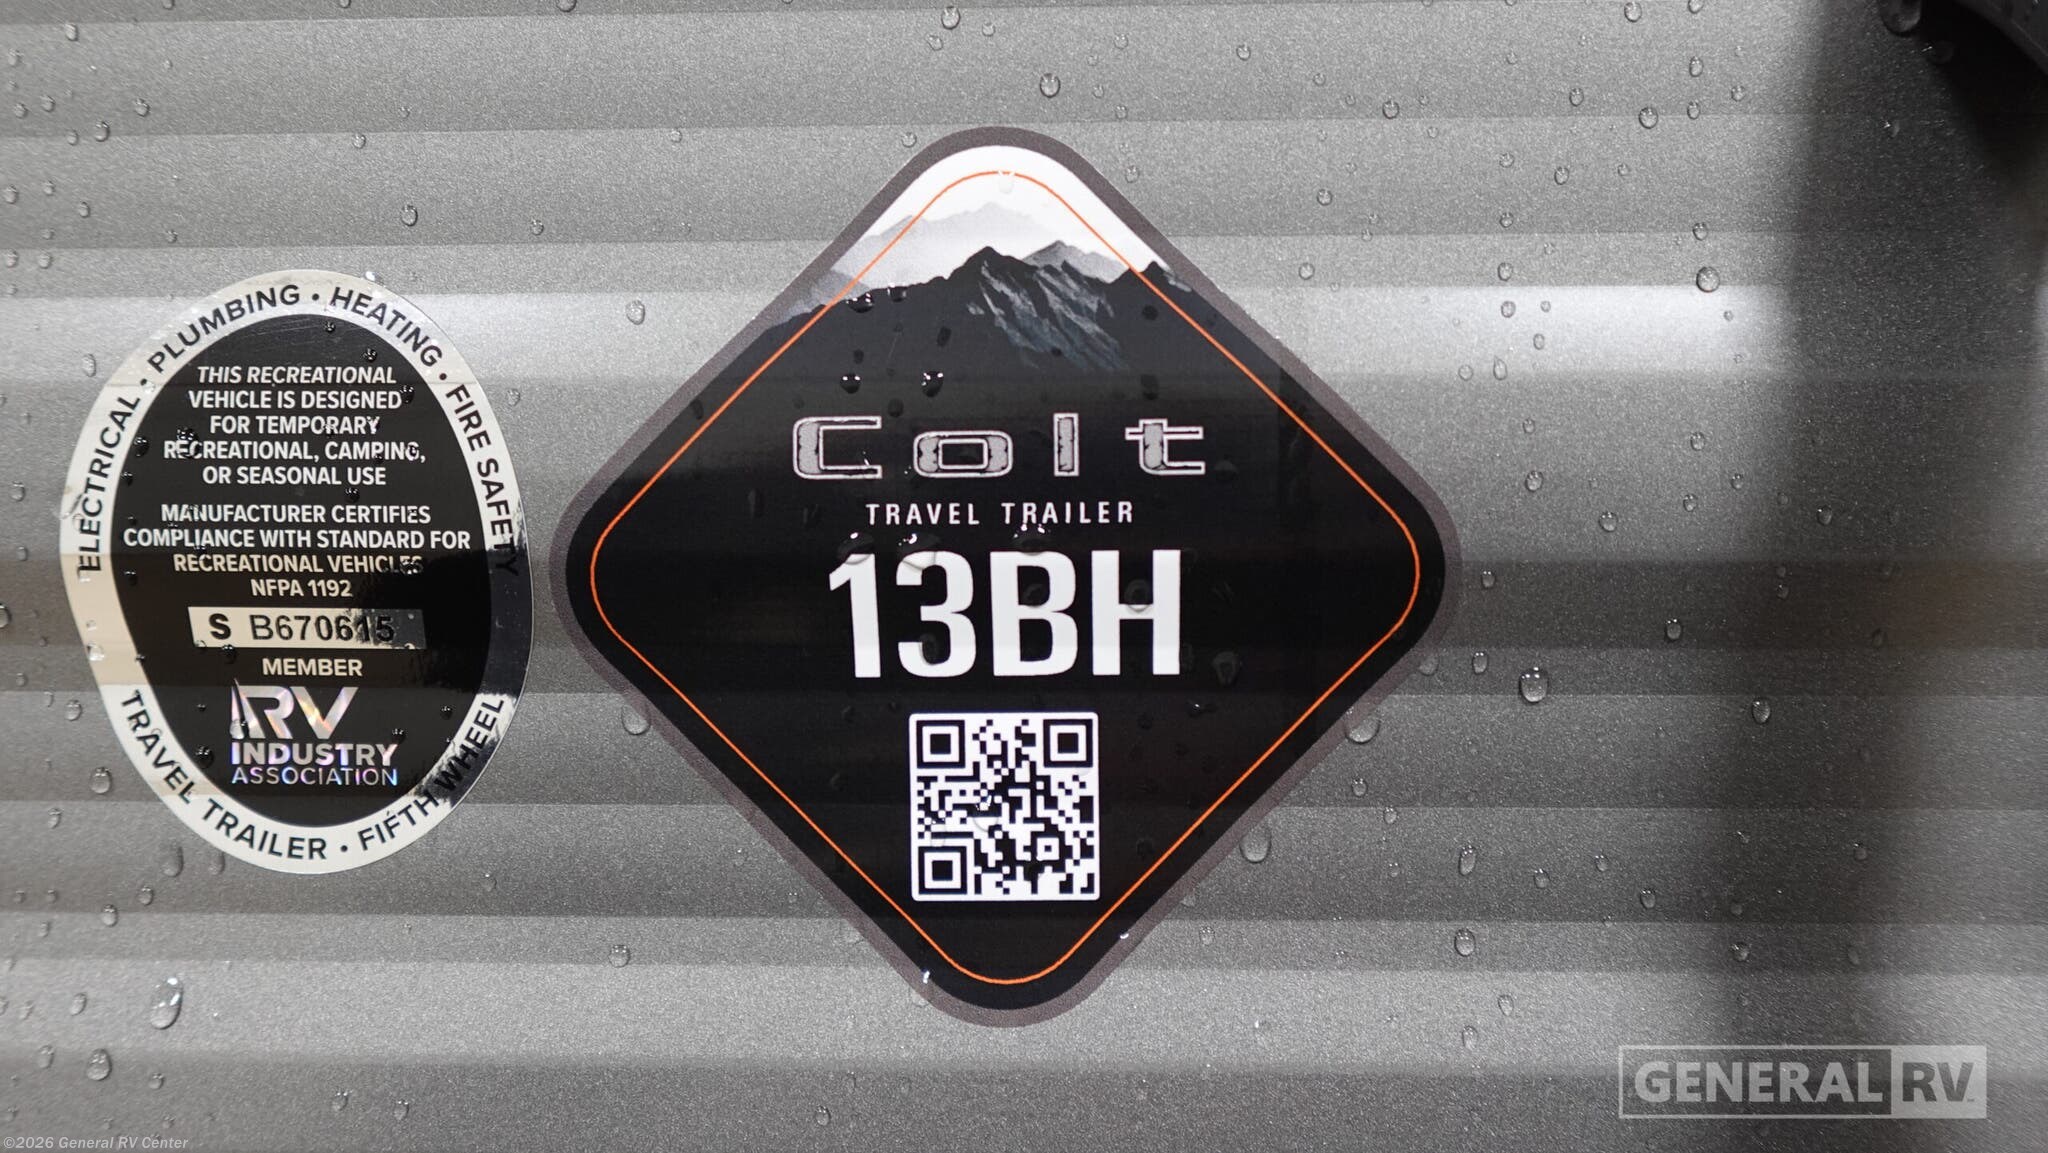 ELECTRICAL • PLUMBING • HEATING • FIRE SAFETY
THIS RECREATIONAL
VEHICLE IS DESIGNED
FOR TEMPORARY
RECREATIONAL, CAMPING,
OR SEASONAL USE
MANUFACTURER CERTIFIES
COMPLIANCE WITH STANDARD FOR
RECREATIONAL VEHICLES
NFPA 1192
S B670615
MEMBER
RV
INDUSTRY
ASSOCIATION
TRAVEL TRAILER • FIFTH WHEEL
Colt
TRAVEL TRAILER
13BH
GENERAL RV
©2026 General RV Center